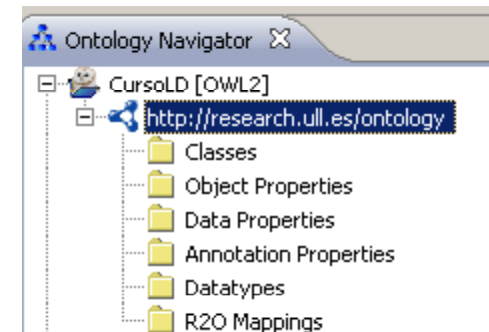 Ontology Navigator
CursoLD [OWL2]
http://research.ull.es/ontology
Classes
Object Properties
Data Properties
Annotation Properties
Datatypes
R2O Mappings